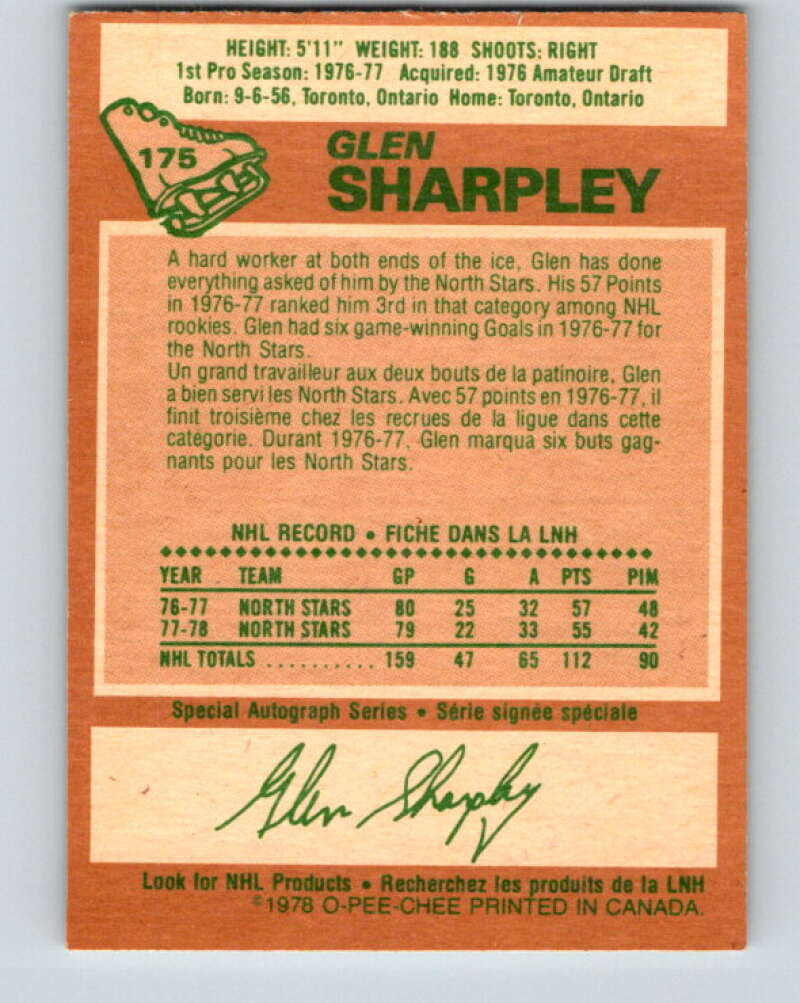 HEIGHT: 5'11" WEIGHT: 188 SHOOTS: RIGHT
1st Pro Season: 1976-77 Acquired: 1976 Amateur Draft
Born: 9-6-56, Toronto, Ontario Home: Toronto, Ontario
175
GLEN
SHARPLEY
A hard worker at both ends of the ice, Glen has done
everything asked of him by the North Stars. His 57 Points
in 1976-77 ranked him 3rd in that category among NHL
rookies. Glen had six game-winning Goals in 1976-77 for
the North Stars.
Un grand travailleur aux deux bouts de la patinoire, Glen
a bien servi les North Stars. Avec 57 points en 1976-77, il
finit troisième chez les recrues de la ligue dans cette
catégorie. Durant 1976-77, Glen marqua six buts gag-
nants pour les North Stars.
NHL RECORD • FICHE DANS LA LNH
YEAR TEAM GP G A PTS PIM
76-77 NORTH STARS 80 25 32 57 48
77-78 NORTH STARS 79 22 33 55 42
NHL TOTALS .......... 159 47 65 112 90
Special Autograph Series • Série signée spéciale
Glen Sharpley
Look for NHL Products • Recherchez les produits de la LNH
©1978 O-PEE-CHEE PRINTED IN CANADA.